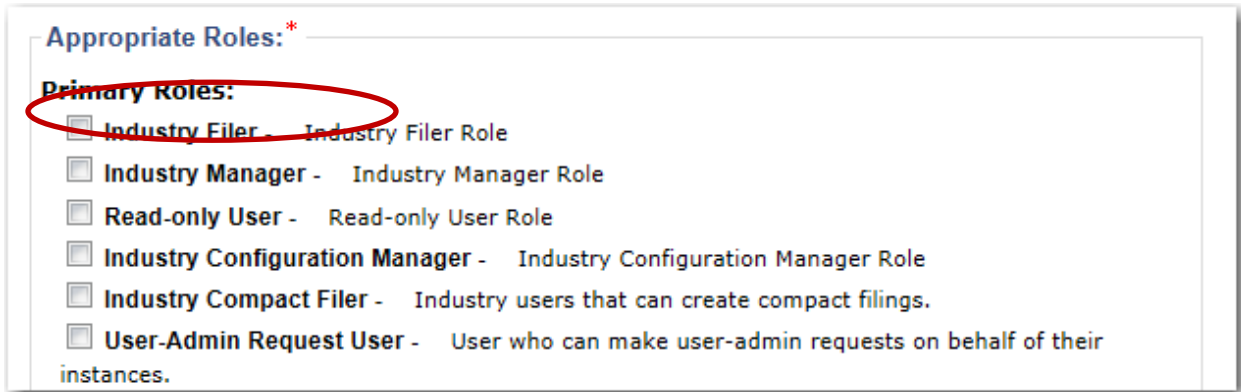 Appropriate Roles:*
Primary Roles:
Industry Filer - Industry Filer Role
Industry Manager - Industry Manager Role
Read-only User - Read-only User Role
Industry Configuration Manager - Industry Configuration Manager Role
Industry Compact Filer - Industry users that can create compact filings.
User-Admin Request User - User who can make user-admin requests on behalf of their
instances.